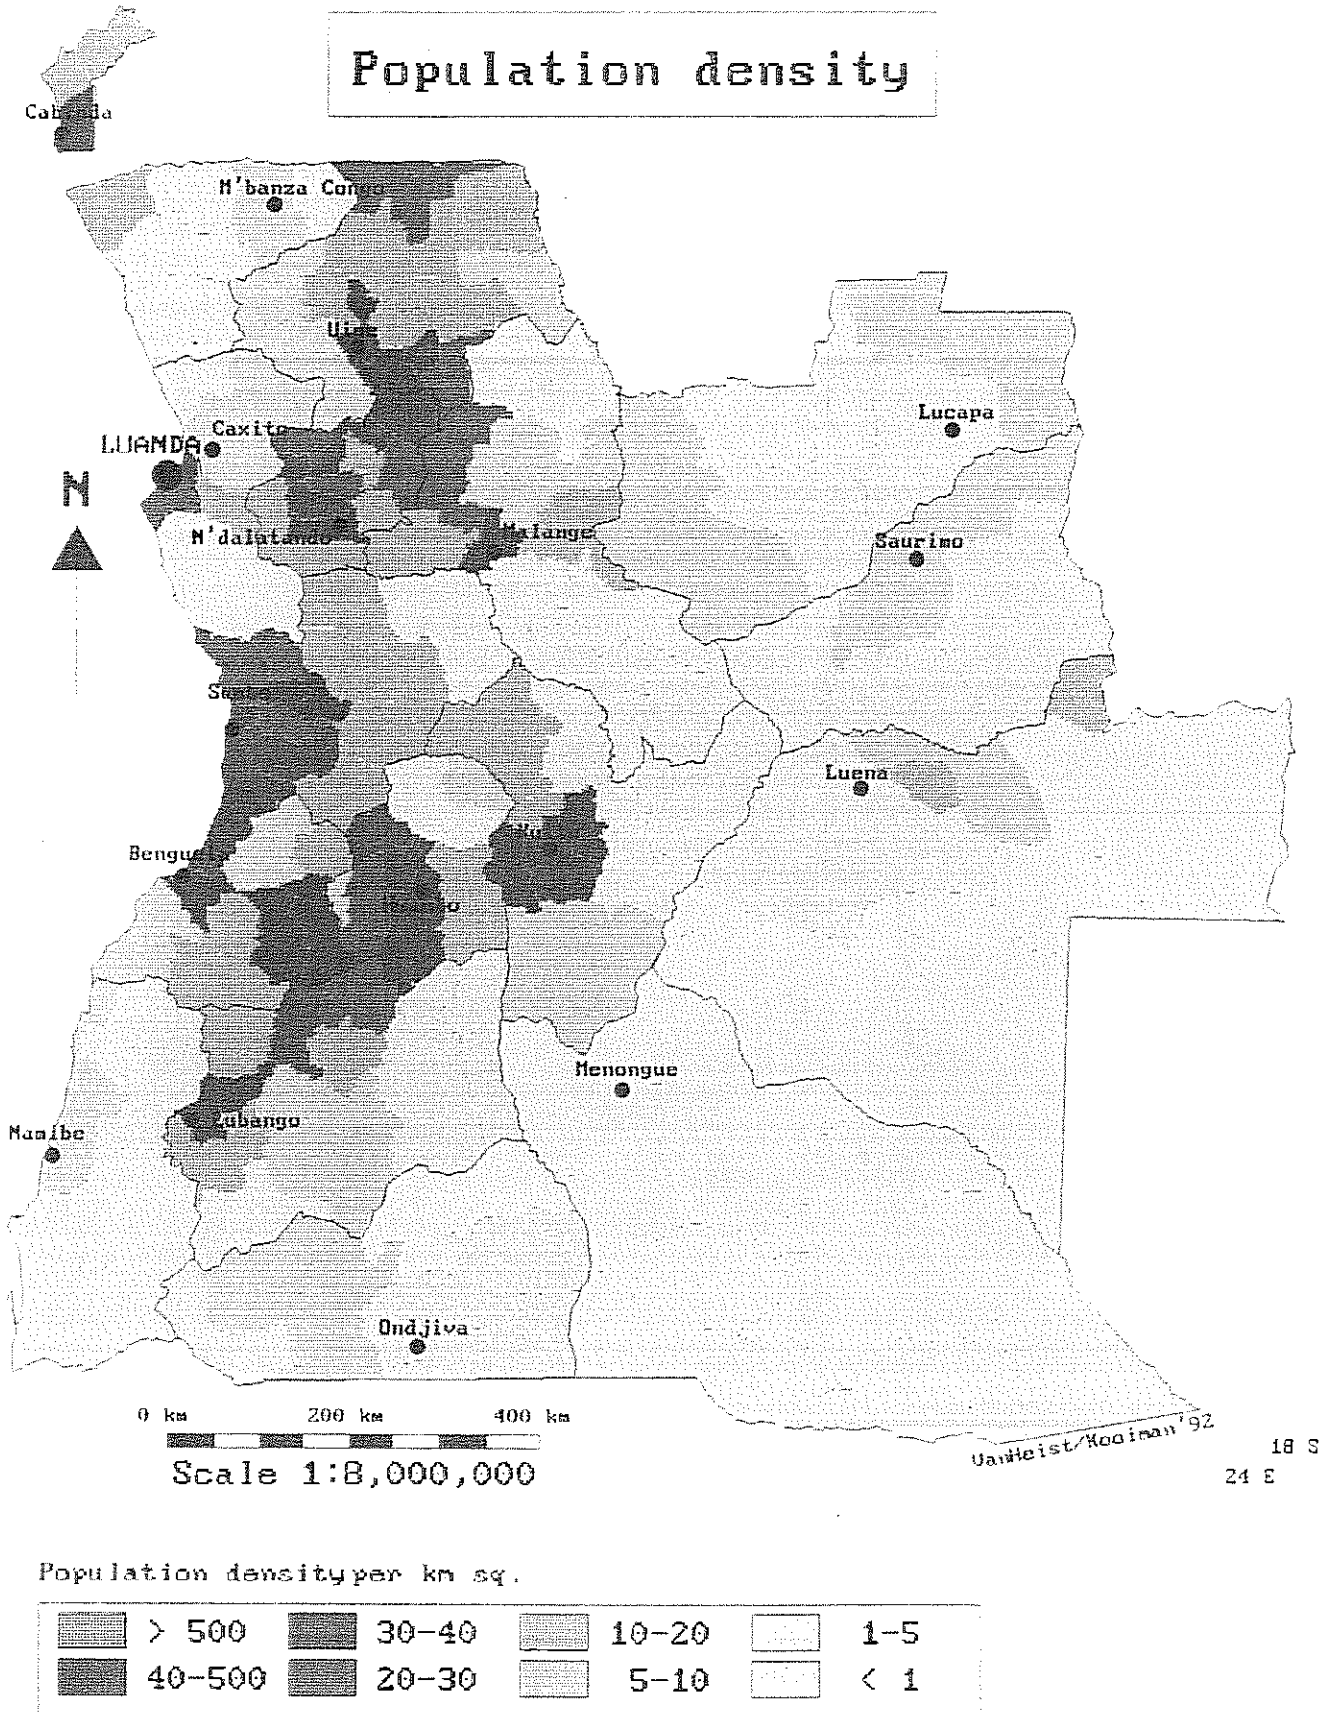 Population density
M'banza Congo
Lucapa
Caxito
LUANDA
N
N'dalatando
Malange
Saurimo
Luena
Menongue
Lubango
Namibe
Ondjiva
0 km 200 km 400 km
Scale 1:8,000,000
VanHeist/Kooiman'92
18 S
24 E
Population density per km sq.
> 500 30-40 10-20 1-5
40-500 20-30 5-10 < 1